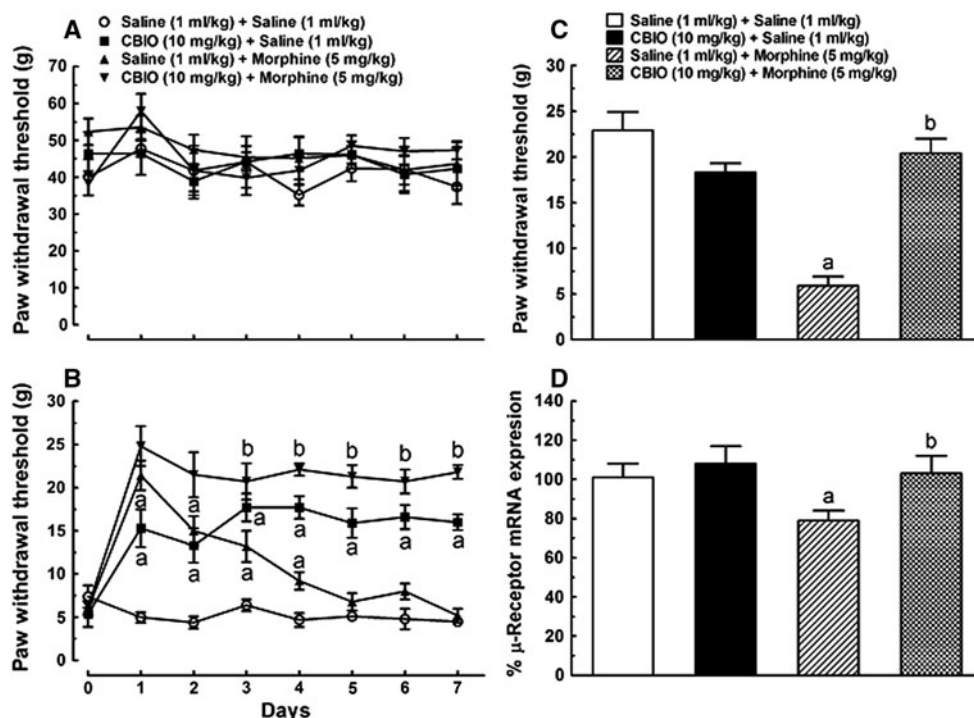 A
Saline (1 ml/kg) + Saline (1 ml/kg)
CBIO (10 mg/kg) + Saline (1 ml/kg)
Saline (1 ml/kg) + Morphine (5 mg/kg)
CBIO (10 mg/kg) + Morphine (5 mg/kg)
Paw withdrawal threshold (g)
70
60
50
40
30
20
10
0
B
Paw withdrawal threshold (g)
30
25
20
15
10
5
0
b b b b b
a a
a
a
a a a a a a
0 1 2 3 4 5 6 7
Days
C
Saline (1 ml/kg) + Saline (1 ml/kg)
CBIO (10 mg/kg) + Saline (1 ml/kg)
Saline (1 ml/kg) + Morphine (5 mg/kg)
CBIO (10 mg/kg) + Morphine (5 mg/kg)
Paw withdrawal threshold (g)
30
25
20
15
10
5
0
a
b
D
% μ-Receptor mRNA expresion
140
120
100
80
60
40
20
0
a
b